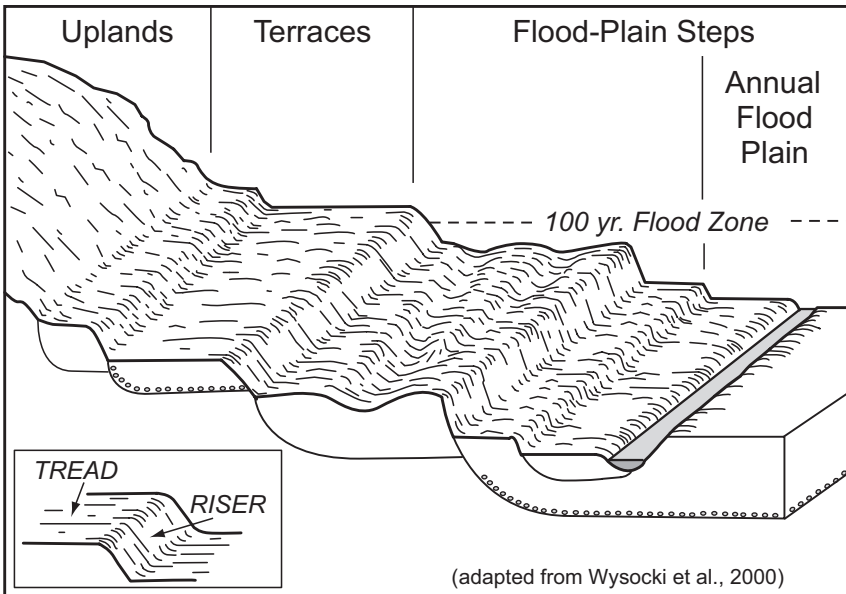 Uplands
Terraces
Flood-Plain Steps
Annual
Flood
Plain
100 yr. Flood Zone
TREAD
RISER
(adapted from Wysocki et al., 2000)